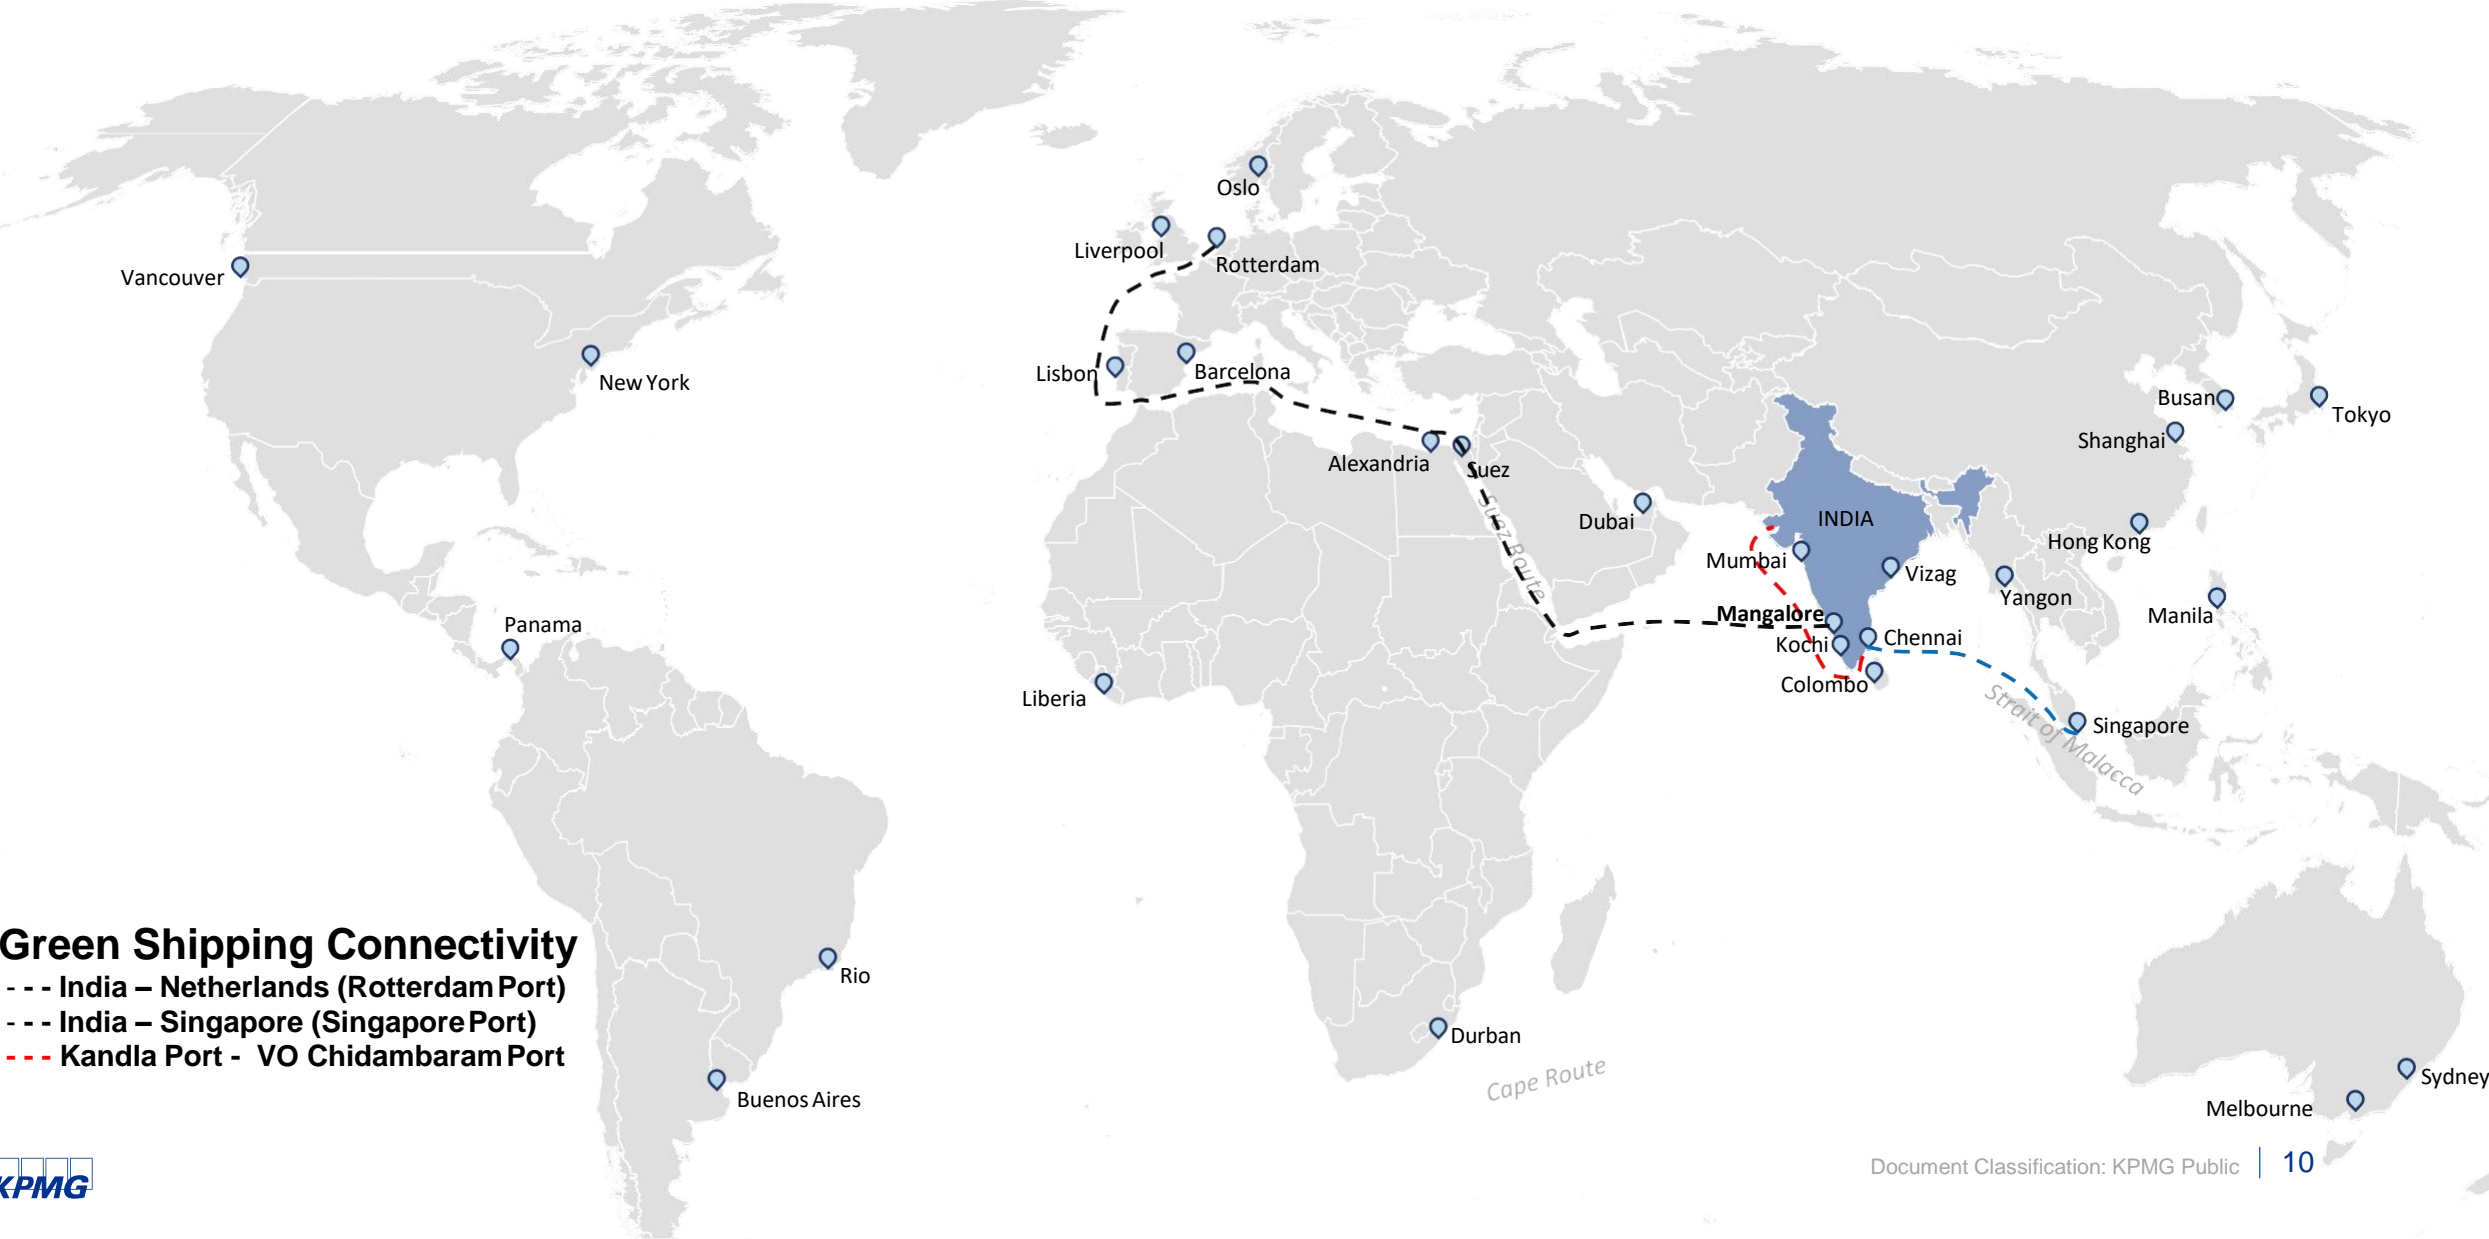 Oslo
Liverpool
Rotterdam
Vancouver
New York
Lisbon
Barcelona
Busan
Tokyo
Shanghai
Alexandria
Suez
Suez Route
Dubai
INDIA
Hong Kong
Mumbai
Vizag
Yangon
Mangalore
Manila
Panama
Kochi
Chennai
Colombo
Liberia
Strait of Malacca
Singapore
Green Shipping Connectivity
- - - India – Netherlands (Rotterdam Port)
- - - India – Singapore (Singapore Port)
- - - Kandla Port - VO Chidambaram Port
Rio
Durban
Cape Route
Buenos Aires
Sydney
Melbourne
KPMG
Document Classification: KPMG Public | 10